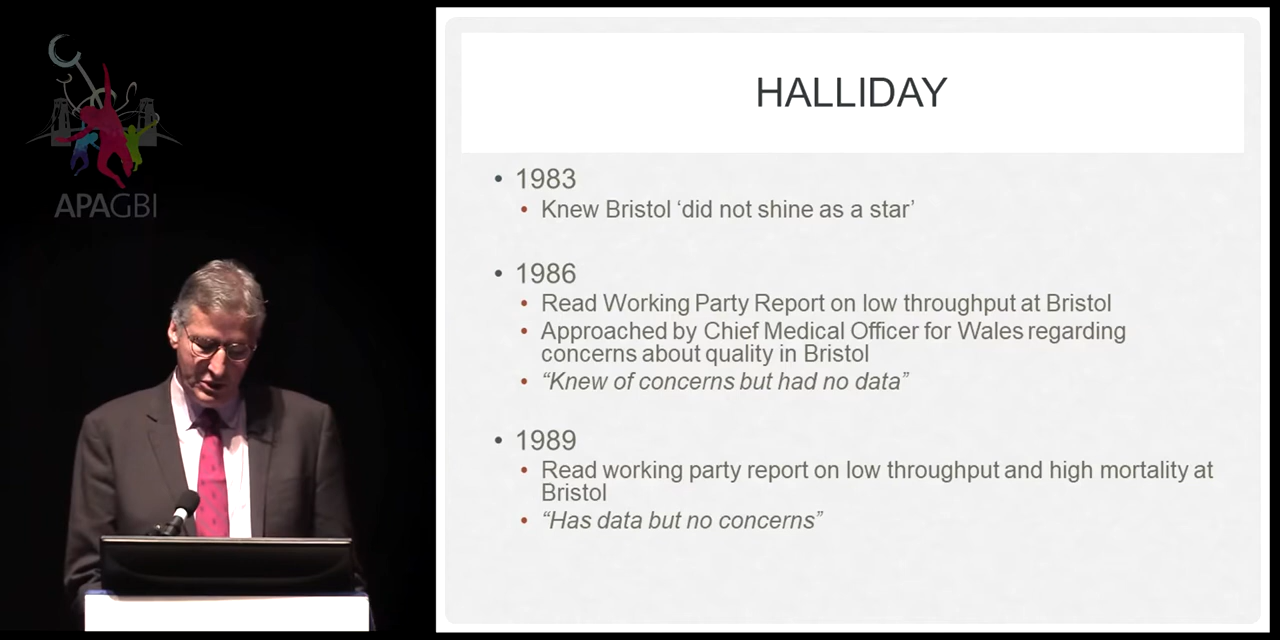 APAGBI
HALLIDAY
• 1983
• Knew Bristol ‘did not shine as a star’
• 1986
• Read Working Party Report on low throughput at Bristol
• Approached by Chief Medical Officer for Wales regarding
concerns about quality in Bristol
• “Knew of concerns but had no data”
• 1989
• Read working party report on low throughput and high mortality at
Bristol
• “Has data but no concerns”